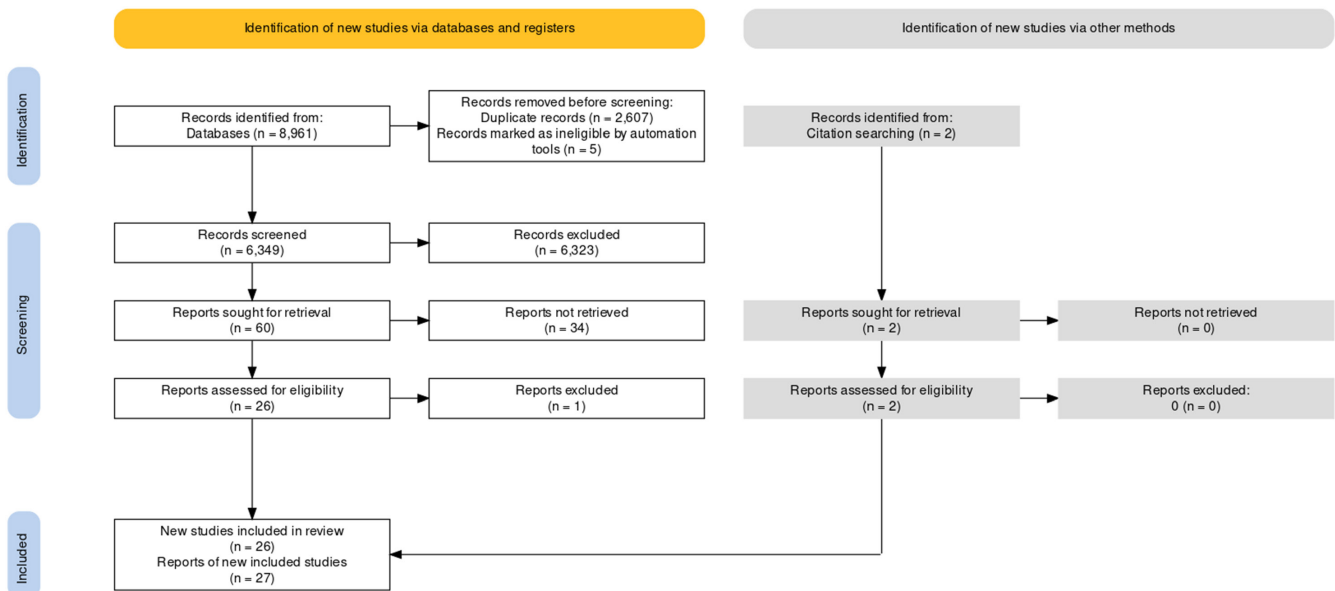 Identification of new studies via databases and registers
Identification of new studies via other methods
Identification
Records identified from:
Databases (n = 8,961)
Records removed before screening:
Duplicate records (n = 2,607)
Records marked as ineligible by automation
tools (n = 5)
Records identified from:
Citation searching (n = 2)
Screening
Records screened
(n = 6,349)
Records excluded
(n = 6,323)
Reports sought for retrieval
(n = 60)
Reports not retrieved
(n = 34)
Reports sought for retrieval
(n = 2)
Reports not retrieved
(n = 0)
Reports assessed for eligibility
(n = 26)
Reports excluded
(n = 1)
Reports assessed for eligibility
(n = 2)
Reports excluded:
0 (n = 0)
Included
New studies included in review
(n = 26)
Reports of new included studies
(n = 27)